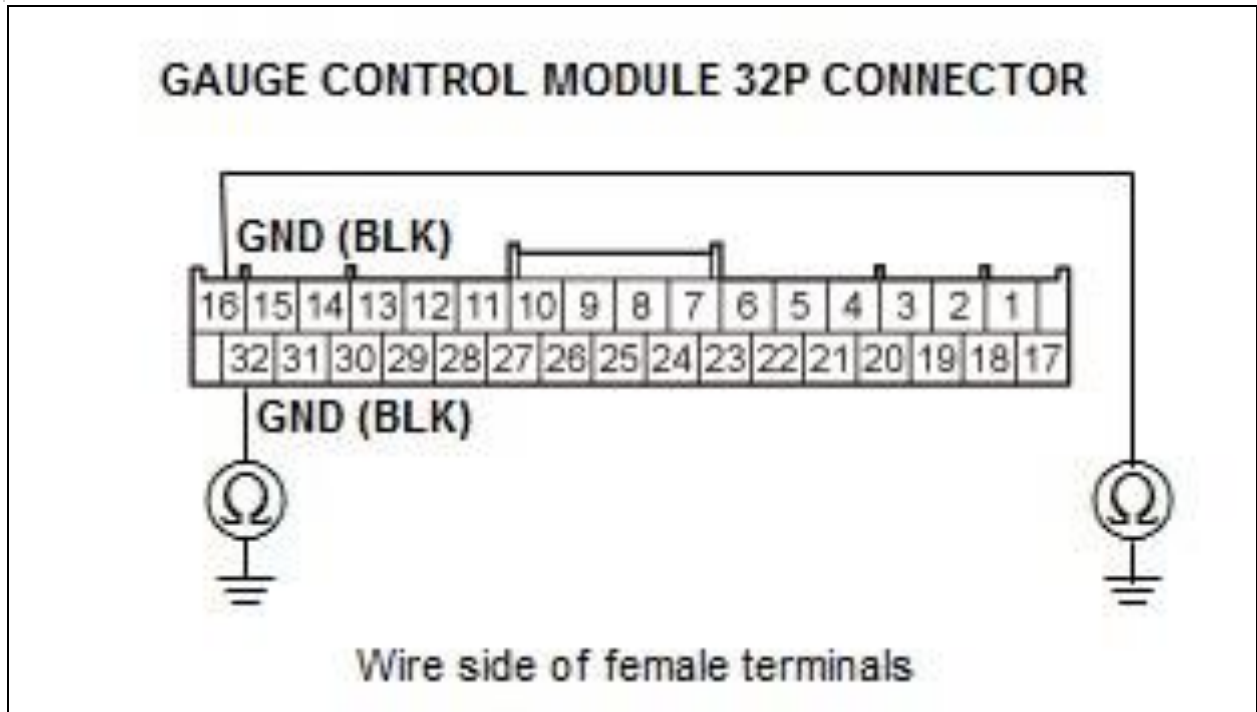 GAUGE CONTROL MODULE 32P CONNECTOR
GND (BLK)
16 15 14 13 12 11 10 9 8 7 6 5 4 3 2 1
32 31 30 29 28 27 26 25 24 23 22 21 20 19 18 17
GND (BLK)
Ω Ω
Wire side of female terminals